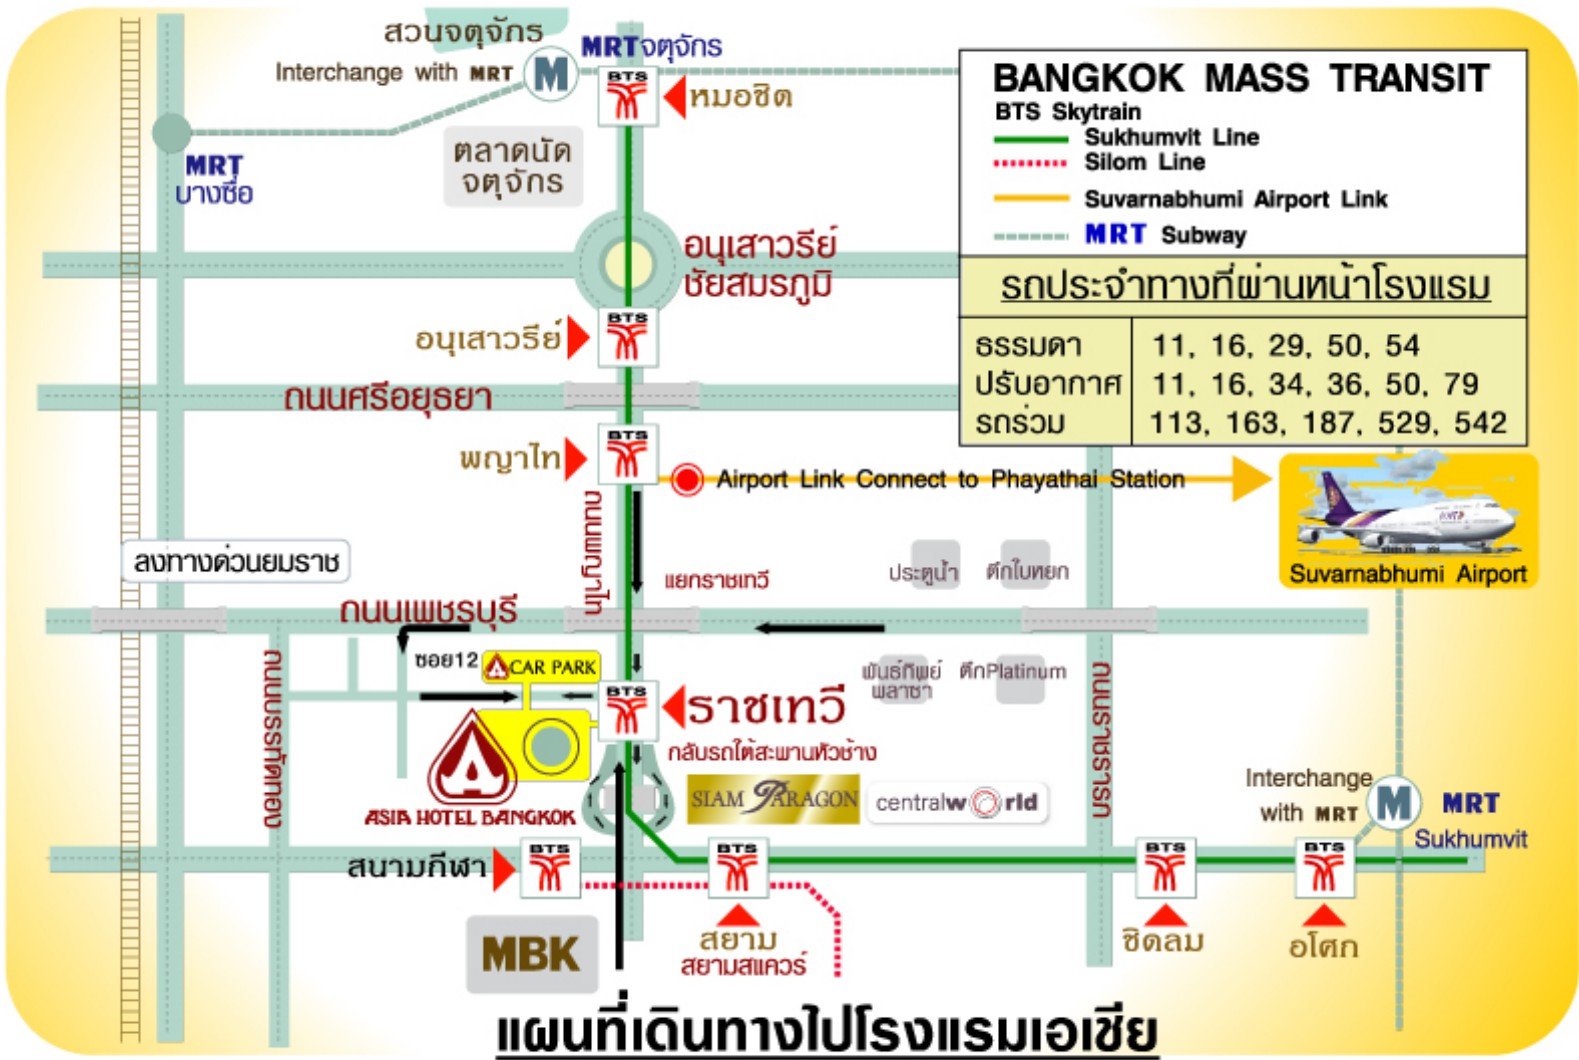 สวนจตุจักร
Interchange with MRT
M
MRTจตุจักร
BTS
หมอชิต
MRT
บางซื่อ
ตลาดนัด
จตุจักร
BANGKOK MASS TRANSIT
BTS Skytrain
Sukhumvit Line
Silom Line
Suvarnabhumi Airport Link
MRT Subway
รถประจำทางที่ผ่านหน้าโรงแรม
ธรรมดา 11, 16, 29, 50, 54
ปรับอากาศ 11, 16, 34, 36, 50, 79
รถร่วม 113, 163, 187, 529, 542
อนุเสาวรีย์
ชัยสมรภูมิ
อนุเสาวรีย์
BTS
ถนนศรีอยุธยา
พญาไท
BTS
Airport Link Connect to Phayathai Station
Suvarnabhumi Airport
ถนนพญาไท
ลงทางด่วนยมราช
แยกราชเทวี
ประตูน้ำ
ตึกใบหยก
ถนนเพชรบุรี
ซอย12
CAR PARK
BTS
ราชเทวี
กลับรถใต้สะพานหัวช้าง
พันธ์ทิพย์
พลาซา
ตึกPlatinum
ถนนบรรทัดทอง
ถนนราชปรารถ
ASIA HOTEL BANGKOK
SIAM PARAGON
centralworld
Interchange
with MRT
M
MRT
Sukhumvit
สนามกีฬา
BTS
BTS
BTS
BTS
MBK
สยาม
สยามสแควร์
ชิดลม
อโศก
แผนที่เดินทางไปโรงแรมเอเชีย